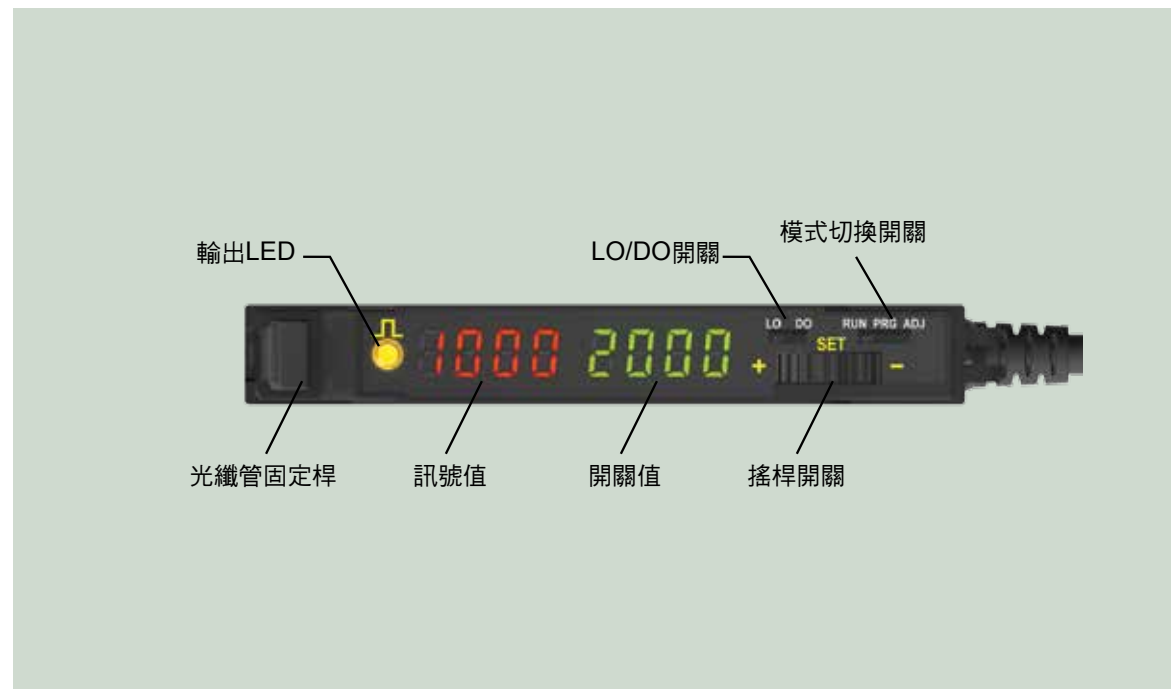 模式切換開關
輸出LED
LO/DO開關
LO DO RUN PRG ADJ
SET
1000 2000 + -
光纖管固定桿
訊號值
開關值
搖桿開關